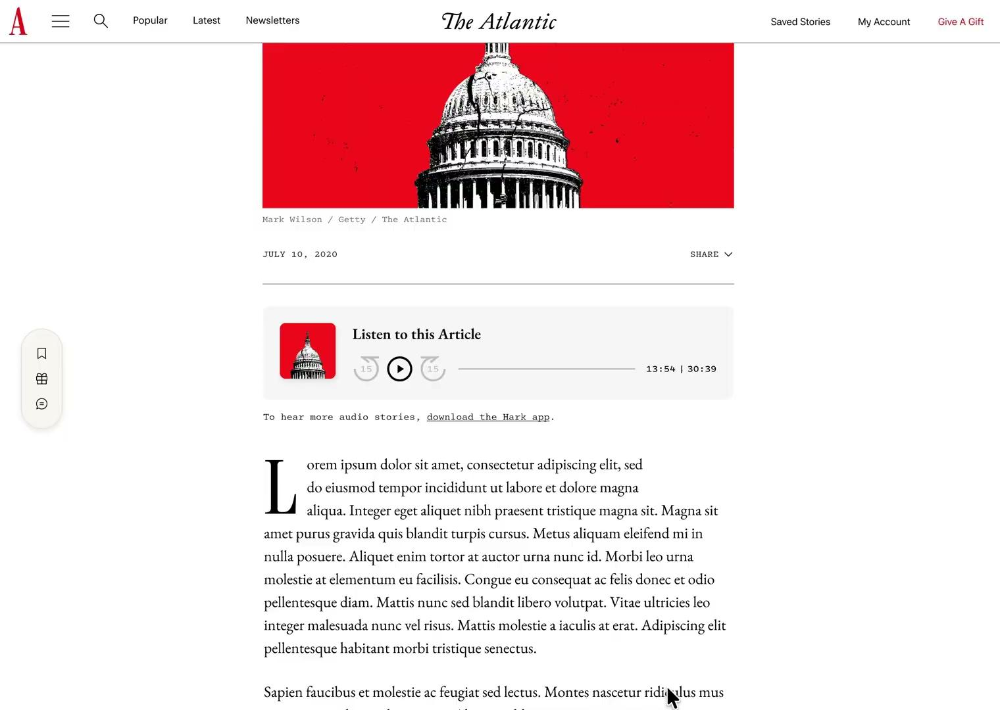 A Popular Latest Newsletters The Atlantic Saved Stories My Account Give A Gift
Mark Wilson / Getty / The Atlantic
JULY 10, 2020 SHARE
Listen to this Article
15 15 13:54 | 30:39
To hear more audio stories, download the Hark app.
Lorem ipsum dolor sit amet, consectetur adipiscing elit, sed
do eiusmod tempor incididunt ut labore et dolore magna
aliqua. Integer eget aliquet nibh praesent tristique magna sit. Magna sit
amet purus gravida quis blandit turpis cursus. Metus aliquam eleifend mi in
nulla posuere. Aliquet enim tortor at auctor urna nunc id. Morbi leo urna
molestie at elementum eu facilisis. Congue eu consequat ac felis donec et odio
pellentesque diam. Mattis nunc sed blandit libero volutpat. Vitae ultricies leo
integer malesuada nunc vel risus. Mattis molestie a iaculis at erat. Adipiscing elit
pellentesque habitant morbi tristique senectus.
Sapien faucibus et molestie ac feugiat sed lectus. Montes nascetur ridiculus mus